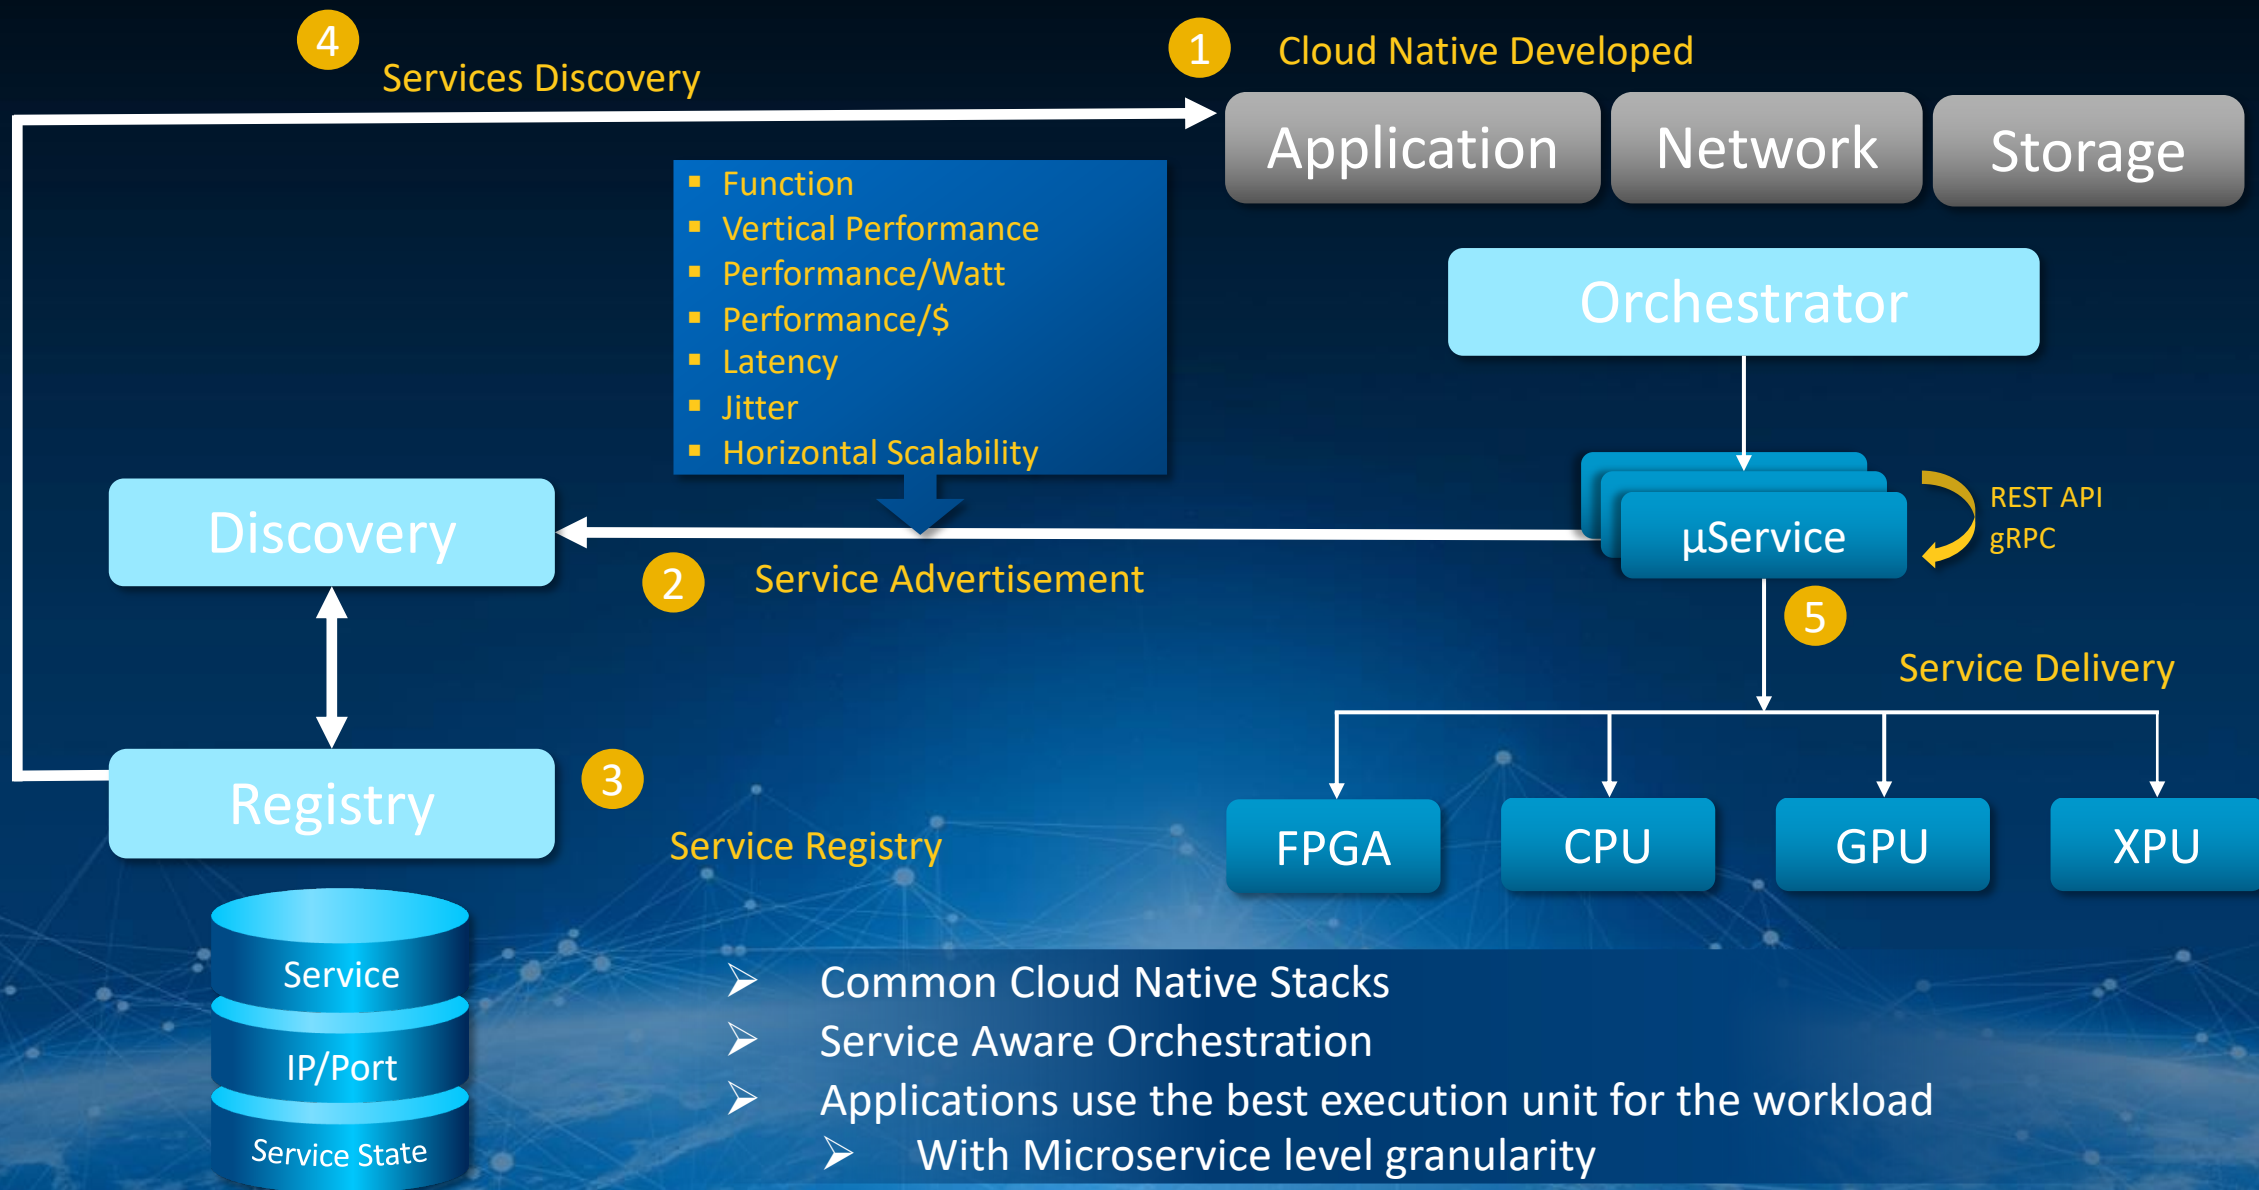 4
Services Discovery
1
Cloud Native Developed
Application
Network
Storage
Function
Vertical Performance
Performance/Watt
Performance/$
Latency
Jitter
Horizontal Scalability
Orchestrator
Discovery
µService
REST API
gRPC
2
Service Advertisement
5
Service Delivery
Registry
3
Service Registry
FPGA
CPU
GPU
XPU
Service
IP/Port
Service State
Common Cloud Native Stacks
Service Aware Orchestration
Applications use the best execution unit for the workload
With Microservice level granularity